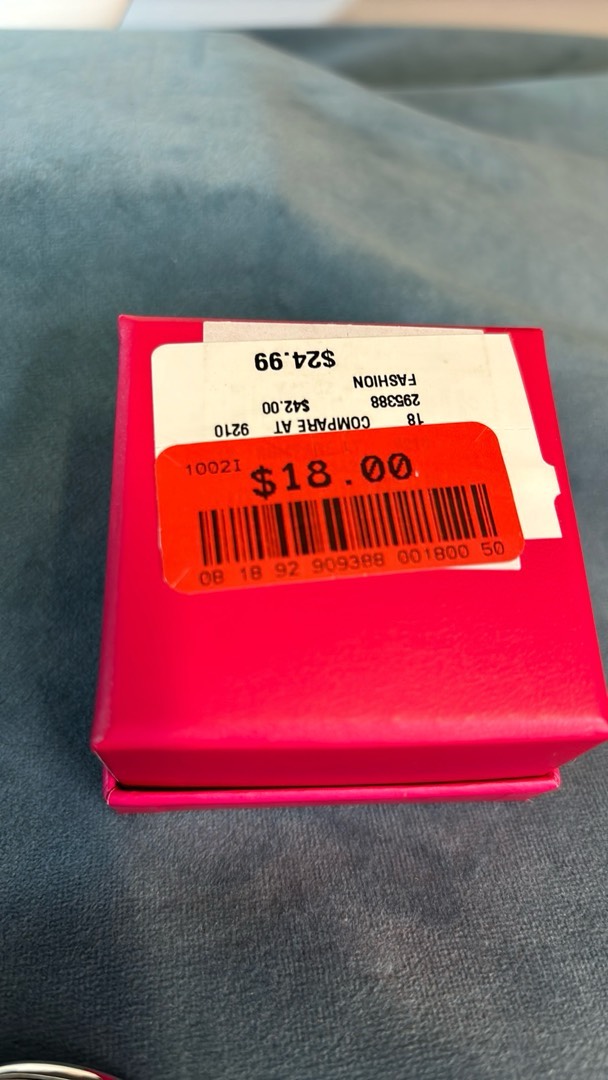 1002I $18.00
08 18 92 909388 001800 50
18 COMPARE AT 9210
295388 $42.00
FASHION
$24.99